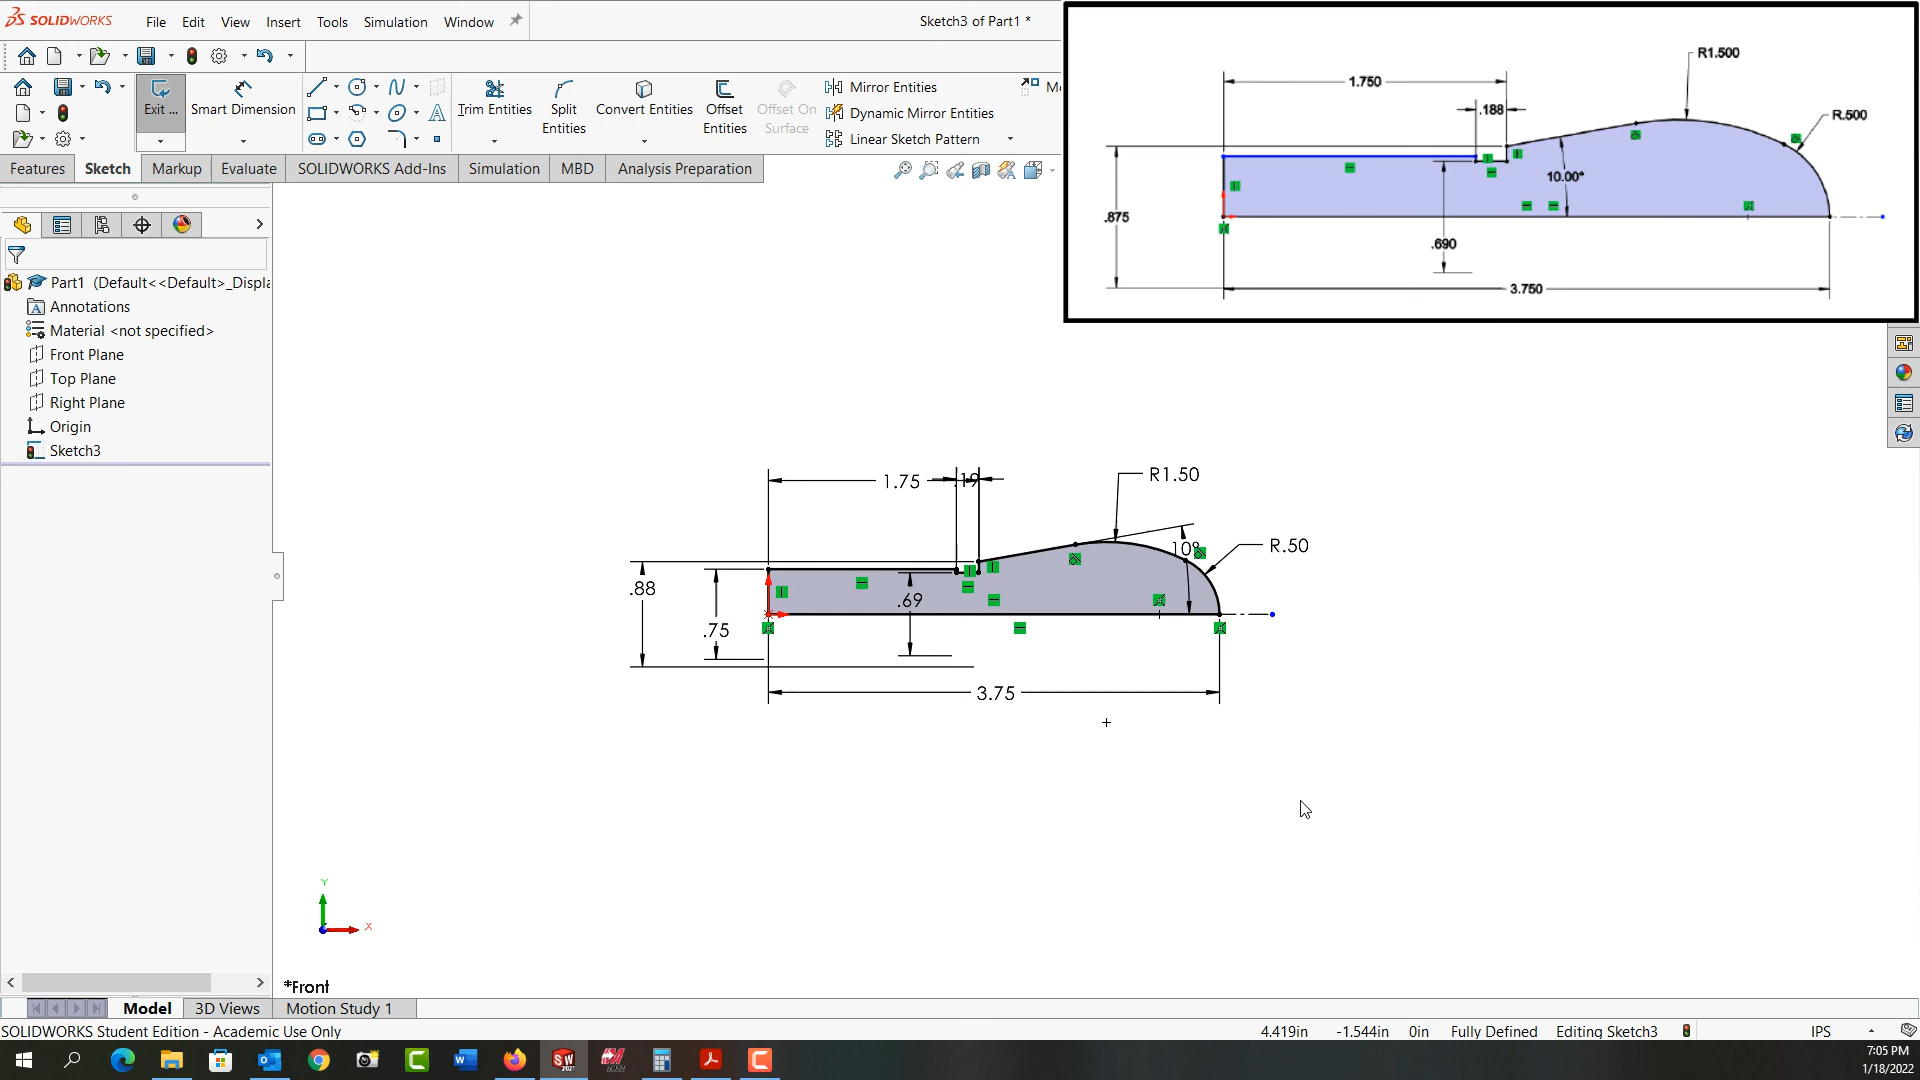 SOLIDWORKS
File Edit View Insert Tools Simulation Window
Sketch3 of Part1 *
Exit ...
Smart Dimension
Trim Entities
Split Entities
Convert Entities
Offset Entities
Offset On Surface
Mirror Entities
Dynamic Mirror Entities
Linear Sketch Pattern
Features Sketch Markup Evaluate SOLIDWORKS Add-Ins Simulation MBD Analysis Preparation
R1.500
1.750
.188
R.500
10.00°
.875
.690
3.750
Part1 (Default<<Default>_Displa
Annotations
Material <not specified>
Front Plane
Top Plane
Right Plane
Origin
Sketch3
1.75
.19
R1.50
10°
R.50
.88
.69
.75
3.75
Y
X
*Front
Model 3D Views Motion Study 1
SOLIDWORKS Student Edition - Academic Use Only
4.419in -1.544in 0in Fully Defined Editing Sketch3 IPS
7:05 PM
1/18/2022